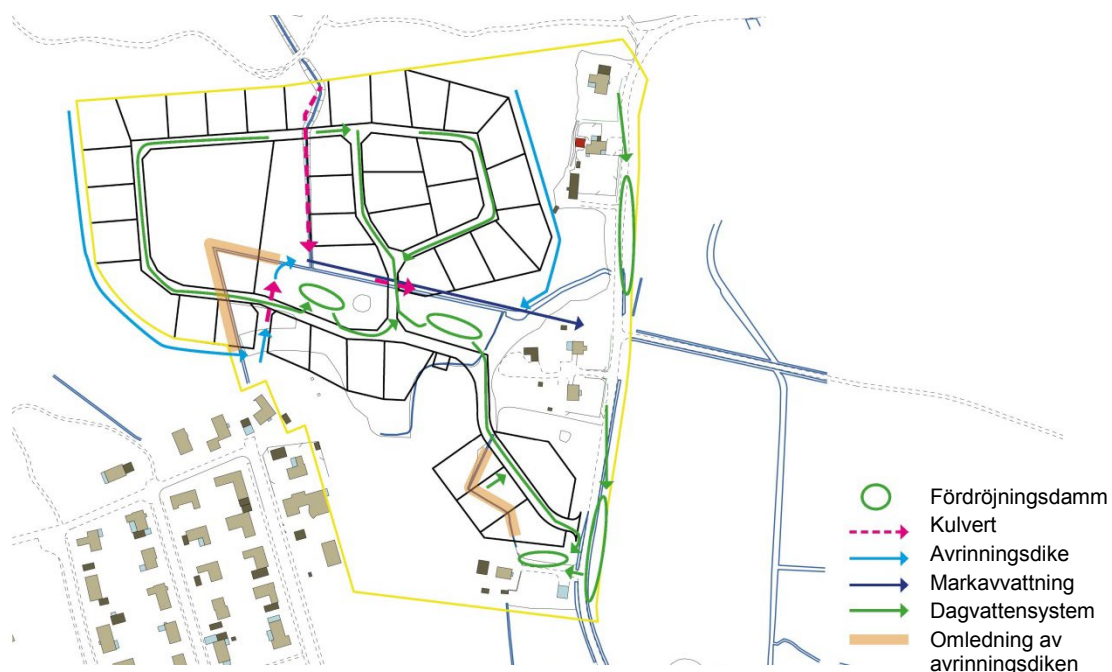 Fördröjningsdamm
Kulvert
Avrinningsdike
Markavvattning
Dagvattensystem
Omledning av
avrinningsdiken